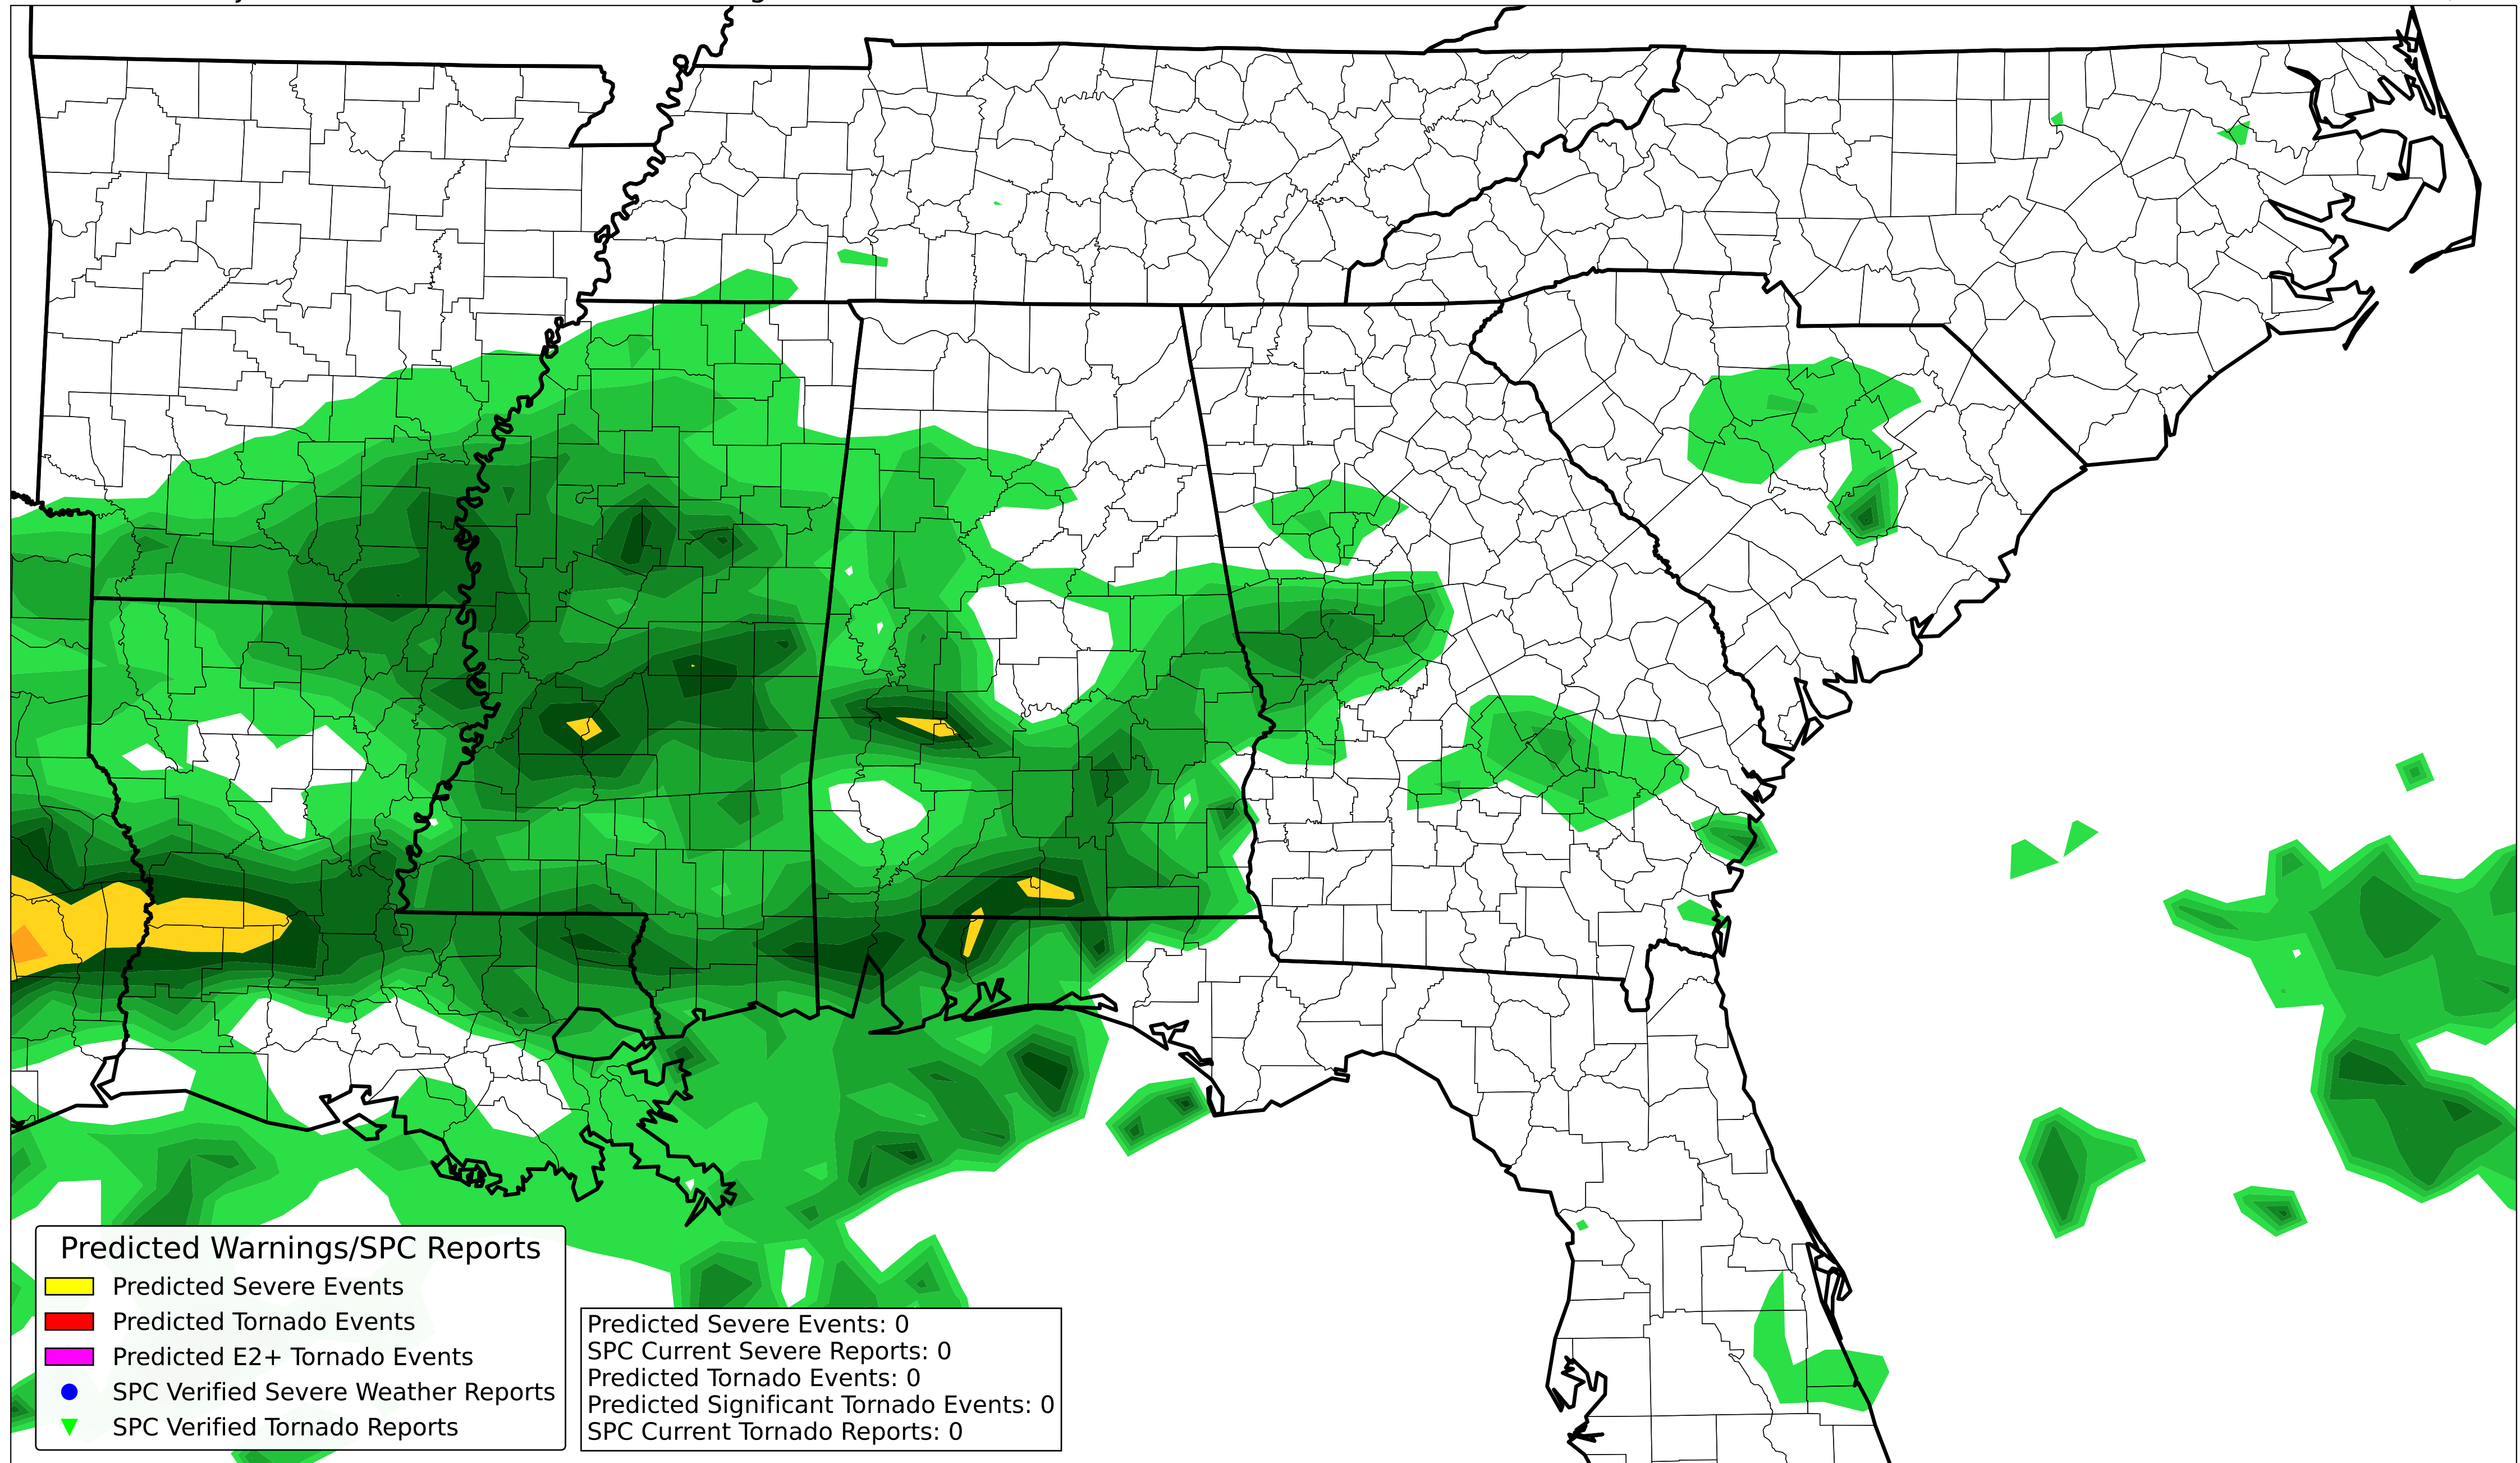 Predicted Warnings/SPC Reports
Predicted Severe Events
Predicted Tornado Events
Predicted E2+ Tornado Events
SPC Verified Severe Weather Reports
SPC Verified Tornado Reports
Predicted Severe Events: 0
SPC Current Severe Reports: 0
Predicted Tornado Events: 0
Predicted Significant Tornado Events: 0
SPC Current Tornado Reports: 0